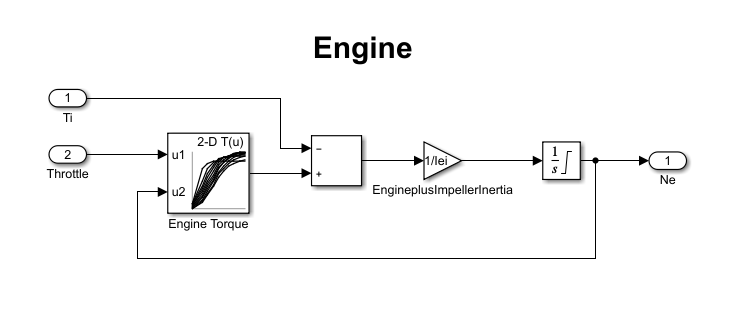 Engine
1
Ti
2
Throttle
2-D T(u)
u1
u2
Engine Torque
−
+
1/Iei
EngineplusImpellerInertia
1
s
1
Ne